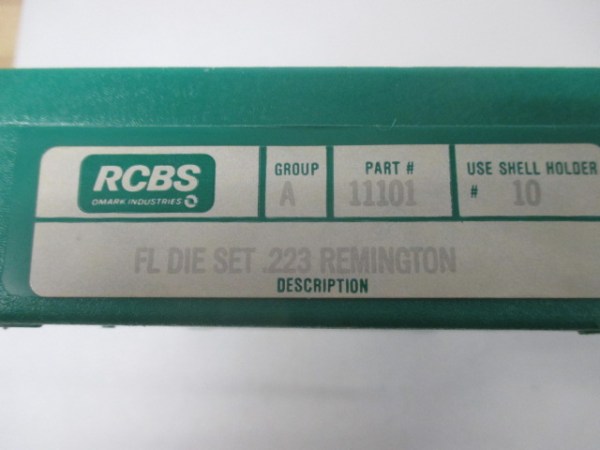 RCBS
OMARK INDUSTRIES
GROUP
A
PART #
11101
USE SHELL HOLDER
# 10
FL DIE SET .223 REMINGTON
DESCRIPTION